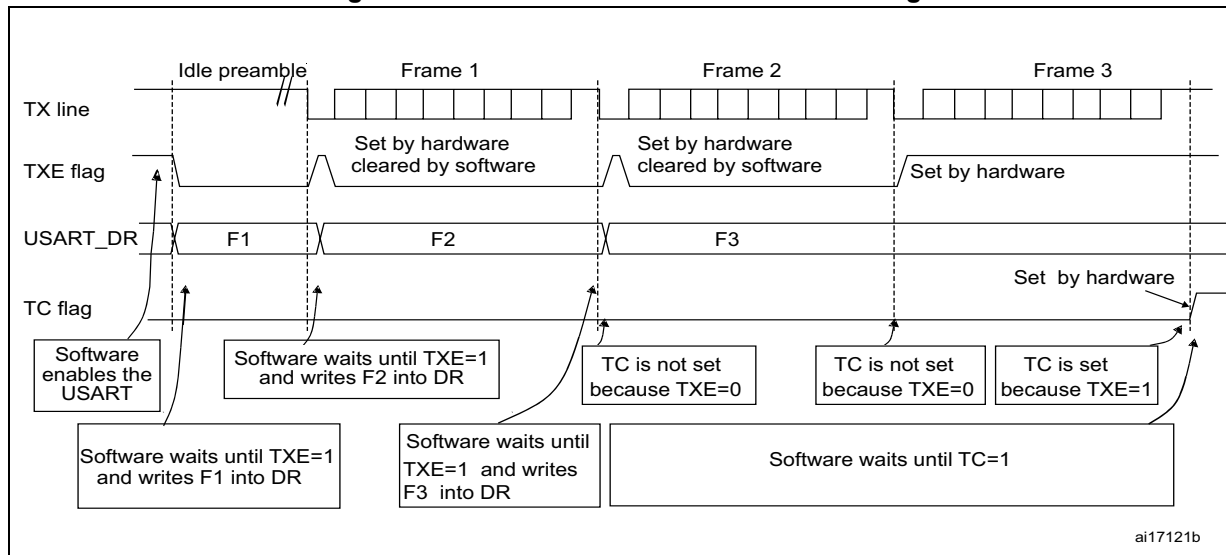 Idle preamble Frame 1 Frame 2 Frame 3
TX line
Set by hardware
cleared by software
Set by hardware
cleared by software
TXE flag
Set by hardware
USART_DR F1 F2 F3
Set by hardware
TC flag
Software
enables the
USART
Software waits until TXE=1
and writes F2 into DR
TC is not set
because TXE=0
TC is not set
because TXE=0
TC is set
because TXE=1
Software waits until TXE=1
and writes F1 into DR
Software waits until
TXE=1 and writes
F3 into DR
Software waits until TC=1
ai17121b